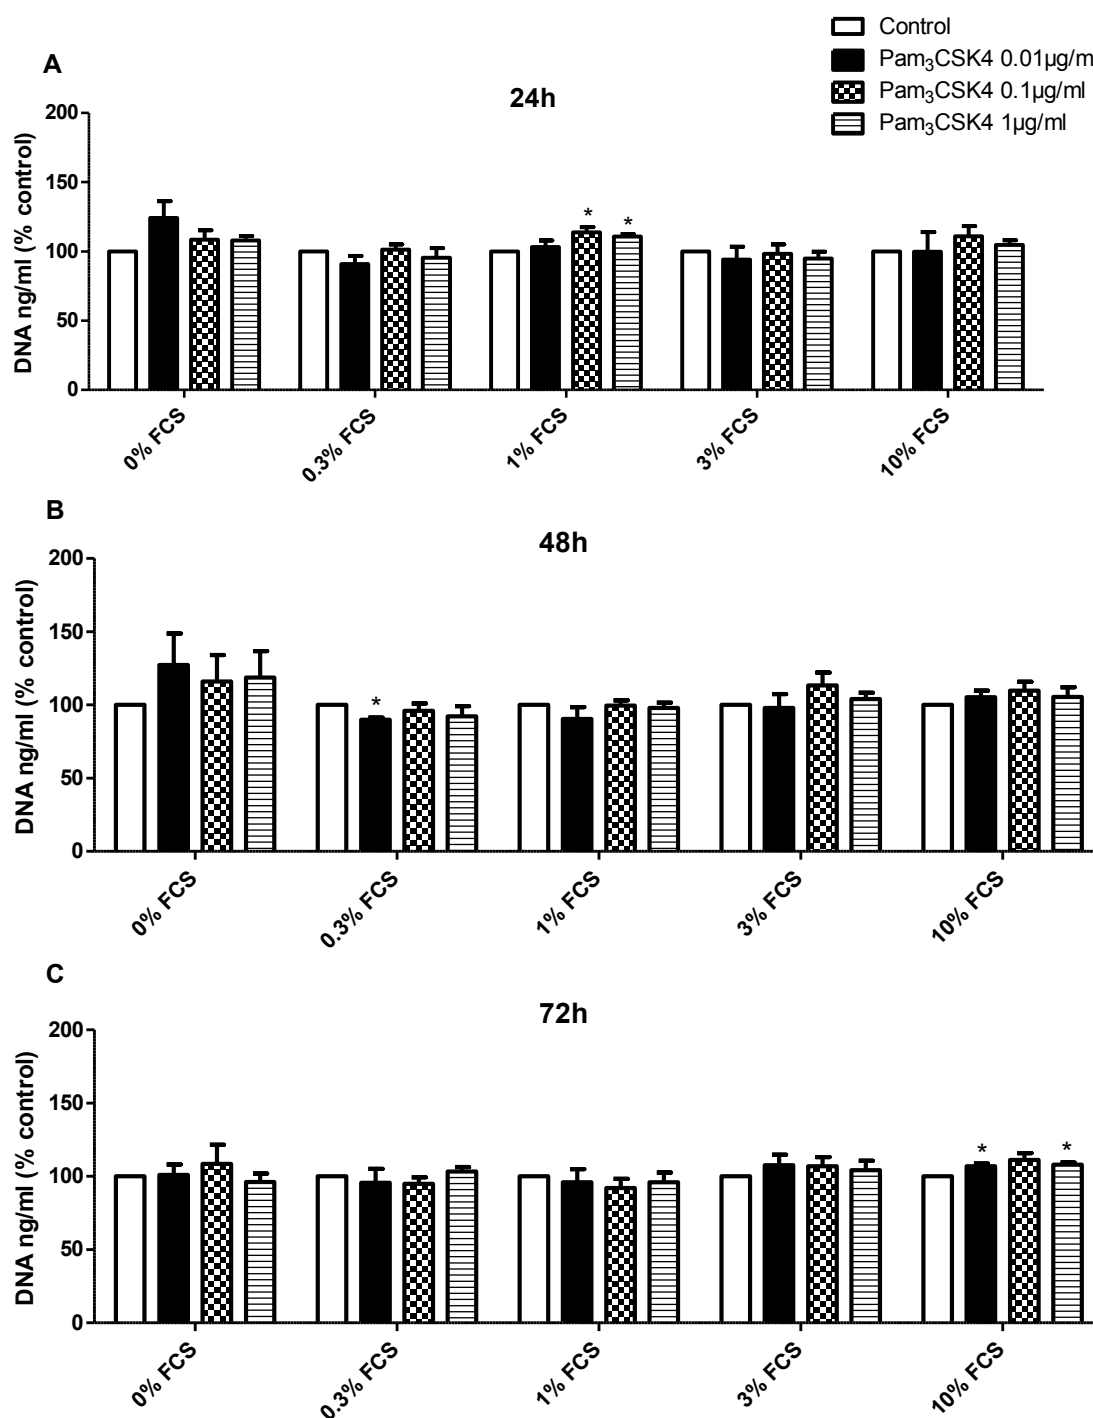 Control
Pam₃CSK4 0.01µg/m
Pam₃CSK4 0.1µg/ml
Pam₃CSK4 1µg/ml
A
24h
DNA ng/ml (% control)
200
150
100
50
0
* *
0% FCS 0.3% FCS 1% FCS 3% FCS 10% FCS
B
48h
DNA ng/ml (% control)
200
150
100
50
0
*
0% FCS 0.3% FCS 1% FCS 3% FCS 10% FCS
C
72h
DNA ng/ml (% control)
200
150
100
50
0
* *
0% FCS 0.3% FCS 1% FCS 3% FCS 10% FCS